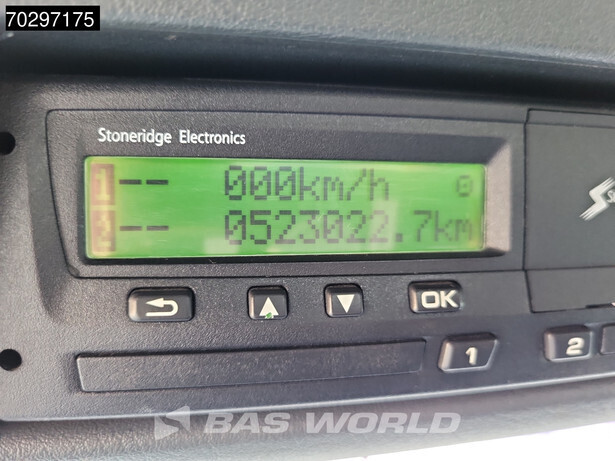 70297175
Stoneridge Electronics
1 -- 000km/h
2 -- 0523022.7km
OK
1
2
BAS WORLD